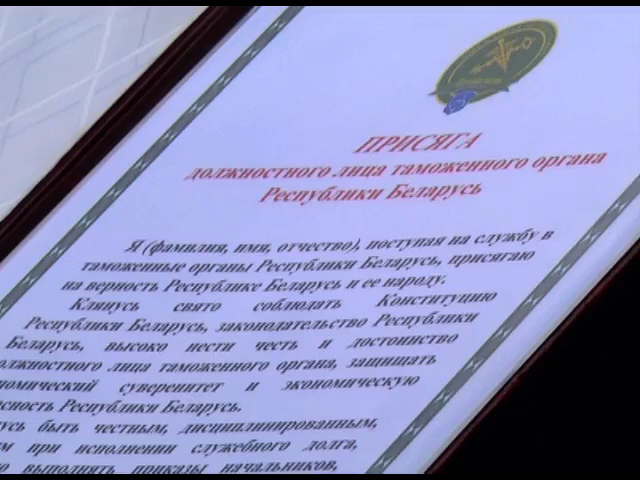 ПРИСЯГА
должностного лица таможенного органа
Республики Беларусь
Я (фамилия, имя, отчество), поступая на службу в
таможенные органы Республики Беларусь, присягаю
на верность Республике Беларусь и ее народу.
Клянусь свято соблюдать Конституцию
Республики Беларусь, законодательство Республики
Беларусь, высоко нести честь и достоинство
должностного лица таможенного органа, защищать
суверенитет и экономическую
Республики Беларусь.
быть честным, дисциплинированным,
при исполнении служебного долга,
выполнять приказы начальников,